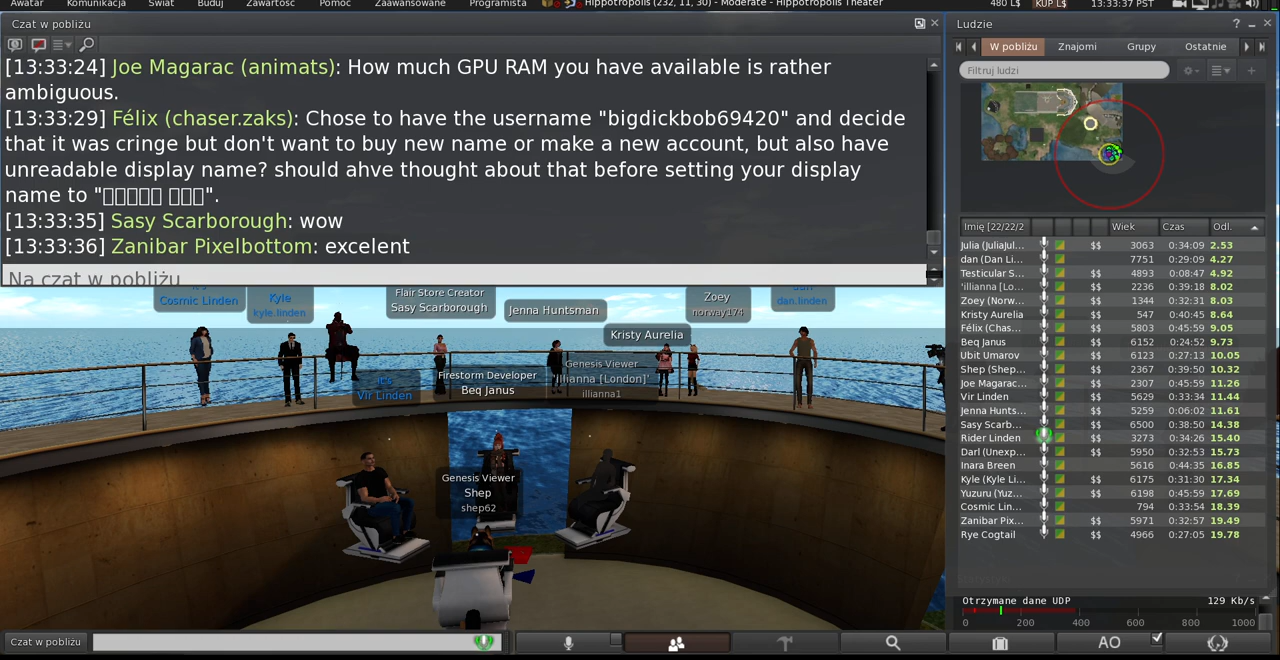 Awatar Komunikacja Świat Buduj Zawartość Pomoc Zaawansowane Programista Hippotropolis (232, 11, 30) - Moderate - Hippotropolis Theater 480 L$ KUP L$ 13:33:37 PST
Czat w pobliżu
[13:33:24] Joe Magarac (animats): How much GPU RAM you have available is rather
ambiguous.
[13:33:29] Félix (chaser.zaks): Chose to have the username "bigdickbob69420" and decide
that it was cringe but don't want to buy new name or make a new account, but also have
unreadable display name? should ahve thought about that before setting your display
name to "▯▯▯▯▯ ▯▯▯".
[13:33:35] Sasy Scarborough: wow
[13:33:36] Zanibar Pixelbottom: excelent
Na czat w pobliżu
It's
Cosmic Linden
Kyle
kyle.linden
Flair Store Creator
Sasy Scarborough
Jenna Huntsman
Zoey
norway174
dan
dan.linden
Kristy Aurelia
It's
Vir Linden
Firestorm Developer
Beq Janus
Genesis Viewer
'illianna [London]'
illianna1
Genesis Viewer
Shep
shep62
Czat w pobliżu
Ludzie
W pobliżu Znajomi Grupy Ostatnie
Filtruj ludzi
Imię [22/22/2 Wiek Czas Odl.
Julia (JuliaJul... $$ 3063 0:34:09 2.53
dan (Dan Li... 7751 0:29:09 4.27
Testicular S... $$ 4893 0:08:47 4.92
'illianna [Lo... $$ 2236 0:39:18 8.02
Zoey (Norw... $$ 1344 0:32:31 8.03
Kristy Aurelia 547 0:40:45 8.64
Félix (Chas... $$ 5803 0:45:59 9.05
Beq Janus $$ 6152 0:24:52 9.73
Ubit Umarov $$ 6123 0:27:13 10.05
Shep (Shep... $$ 2367 0:39:50 10.32
Joe Magarac... $$ 2307 0:45:59 11.26
Vir Linden $$ 5629 0:33:34 11.44
Jenna Hunts... $$ 5259 0:06:02 11.61
Sasy Scarb... $$ 6500 0:38:50 14.38
Rider Linden $$ 3273 0:34:26 15.40
Darl (Unexp... $$ 5950 0:32:53 15.73
Inara Breen 5616 0:44:35 16.85
Kyle (Kyle Li... $$ 6175 0:31:30 17.34
Yuzuru (Yuz... $$ 6198 0:45:59 17.69
Cosmic Lin... 794 0:33:54 18.39
Zanibar Pix... $$ 5971 0:32:57 19.49
Rye Cogtail $$ 4966 0:27:05 19.78
Otrzymane dane UDP 129 Kb/s
0 200 400 600 800 1000
AO